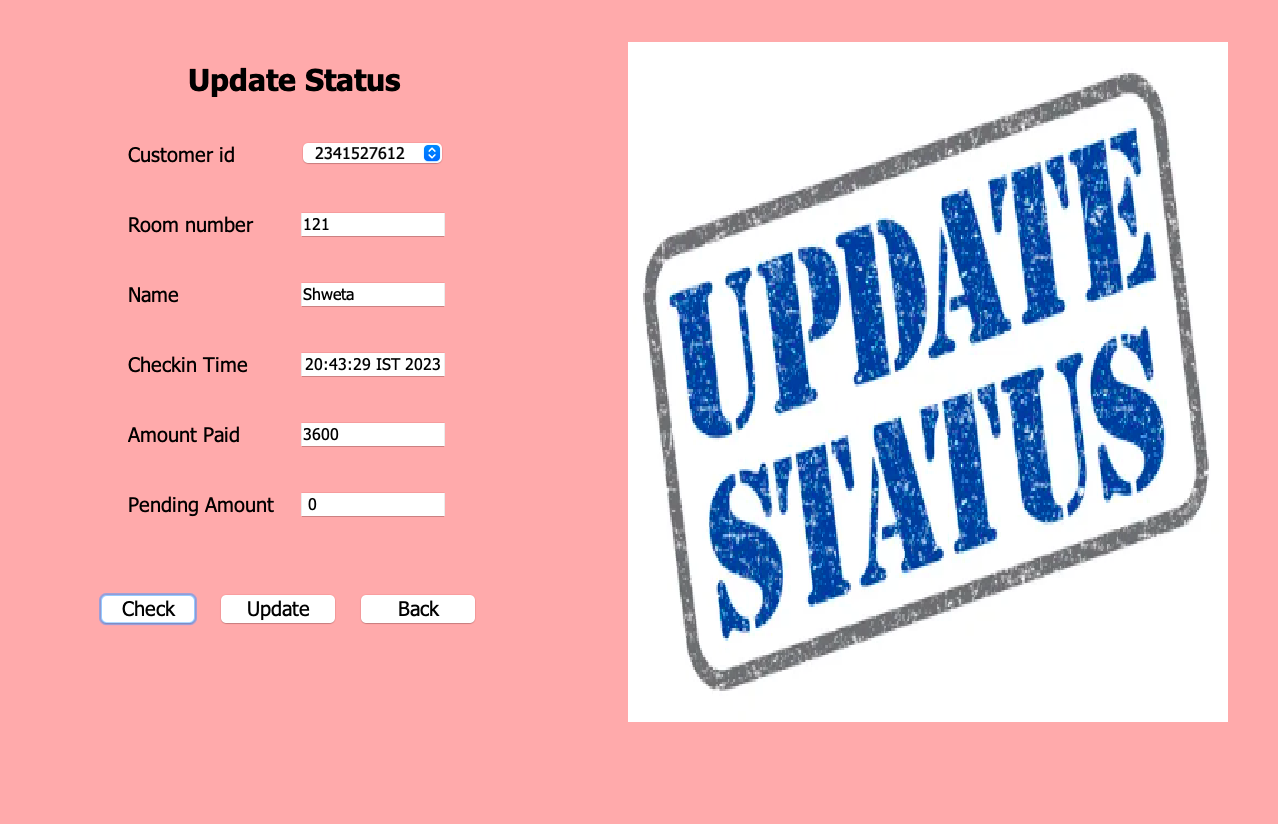 Update Status
Customer id 2341527612
Room number 121
Name Shweta
Checkin Time 20:43:29 IST 2023
Amount Paid 3600
Pending Amount 0
Check Update Back
UPDATE
STATUS